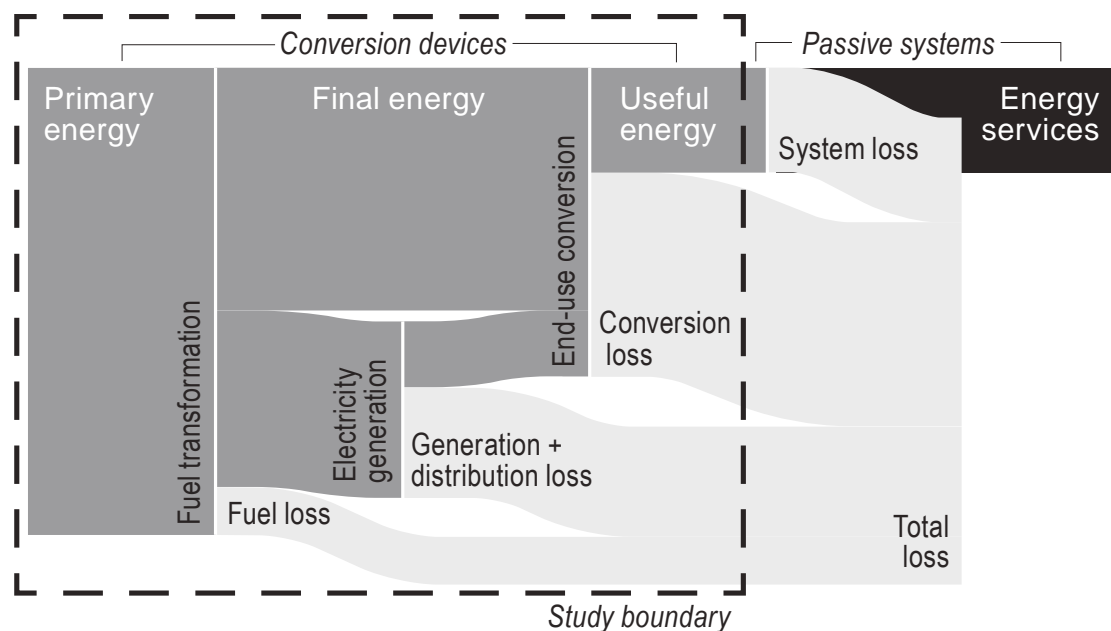 Conversion devices
Passive systems
Primary
energy
Final energy
Useful
energy
Energy
services
System loss
Fuel transformation
Electricity
generation
End-use conversion
Conversion
loss
Generation +
distribution loss
Fuel loss
Total
loss
Study boundary